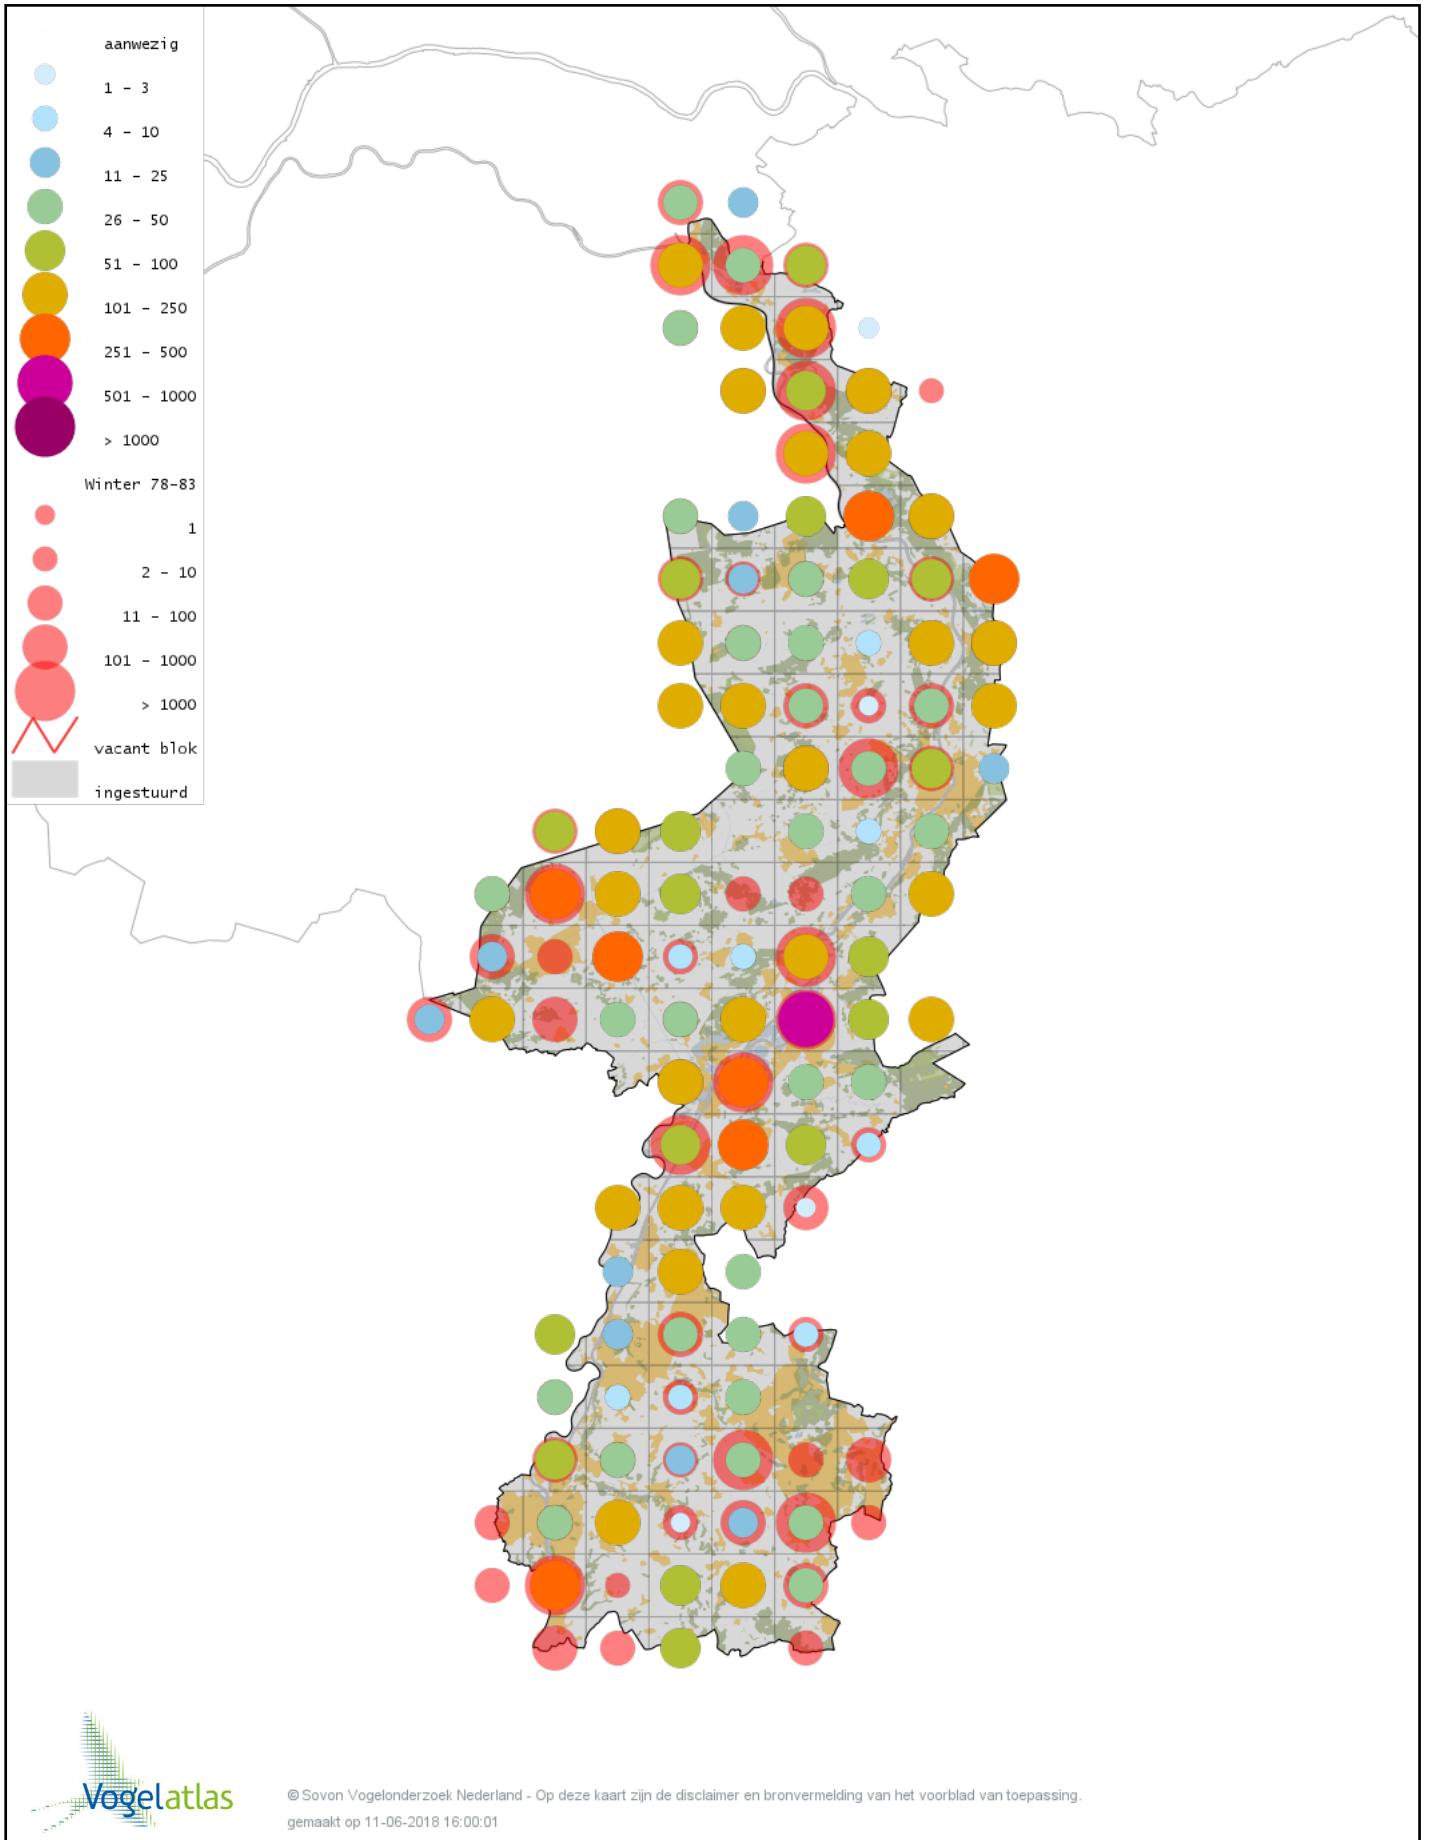 aanwezig
1 - 3
4 - 10
11 - 25
26 - 50
51 - 100
101 - 250
251 - 500
501 - 1000
> 1000
Winter 78-83
1
2 - 10
11 - 100
101 - 1000
> 1000
vacant blok
ingestuurd
Vogelatlas
© Sovon Vogelonderzoek Nederland - Op deze kaart zijn de disclaimer en bronvermelding van het voorblad van toepassing.
gemaakt op 11-06-2018 16:00:01